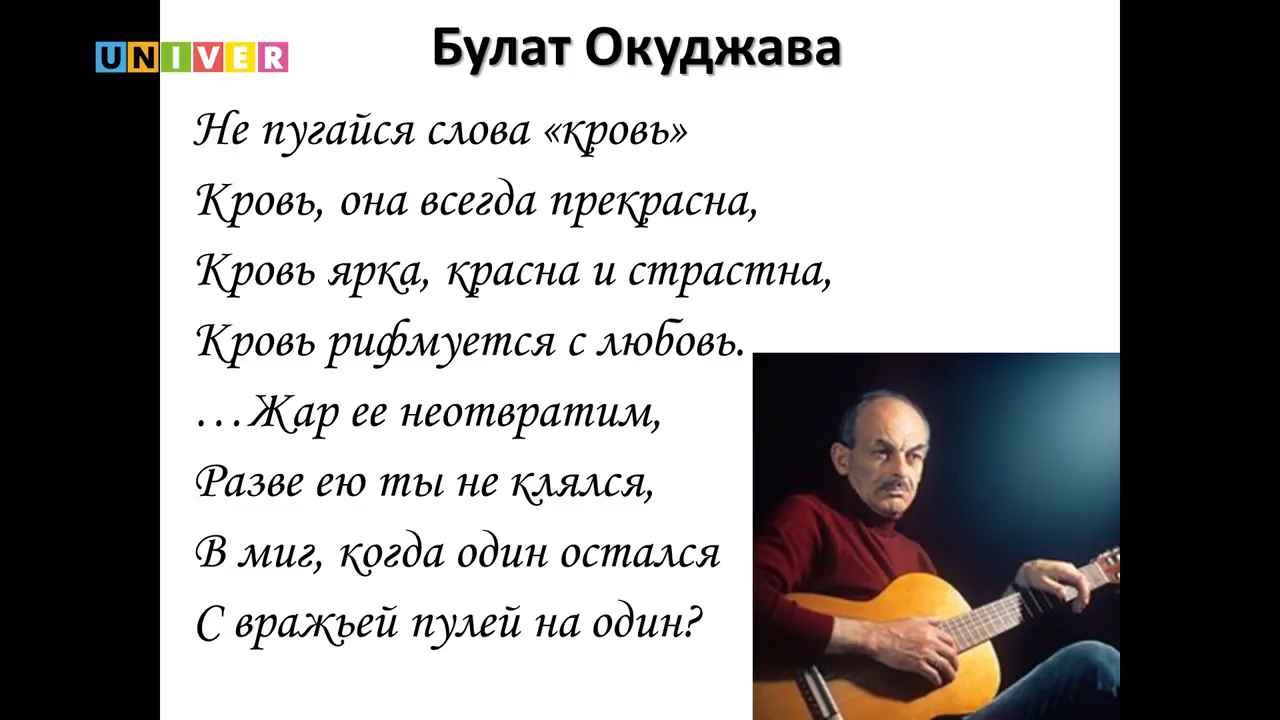 UNIVER
Булат Окуджава
Не пугайся слова «кровь»
Кровь, она всегда прекрасна,
Кровь ярка, красна и страстна,
Кровь рифмуется с любовь.
…Жар ее неотвратим,
Разве ею ты не клялся,
В миг, когда один остался
С вражьей пулей на один?